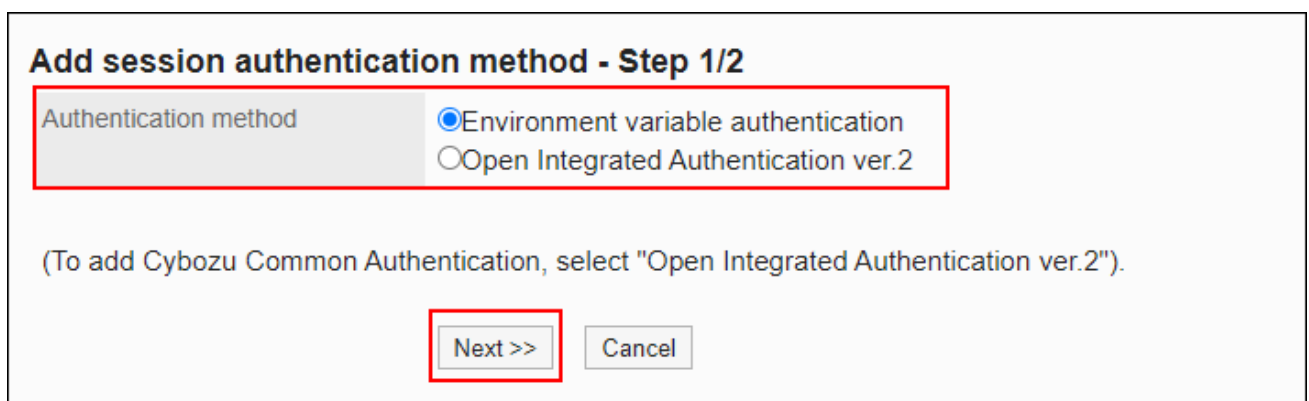 Add session authentication method - Step 1/2
Authentication method
Environment variable authentication
Open Integrated Authentication ver.2
(To add Cybozu Common Authentication, select "Open Integrated Authentication ver.2").
Next >>
Cancel